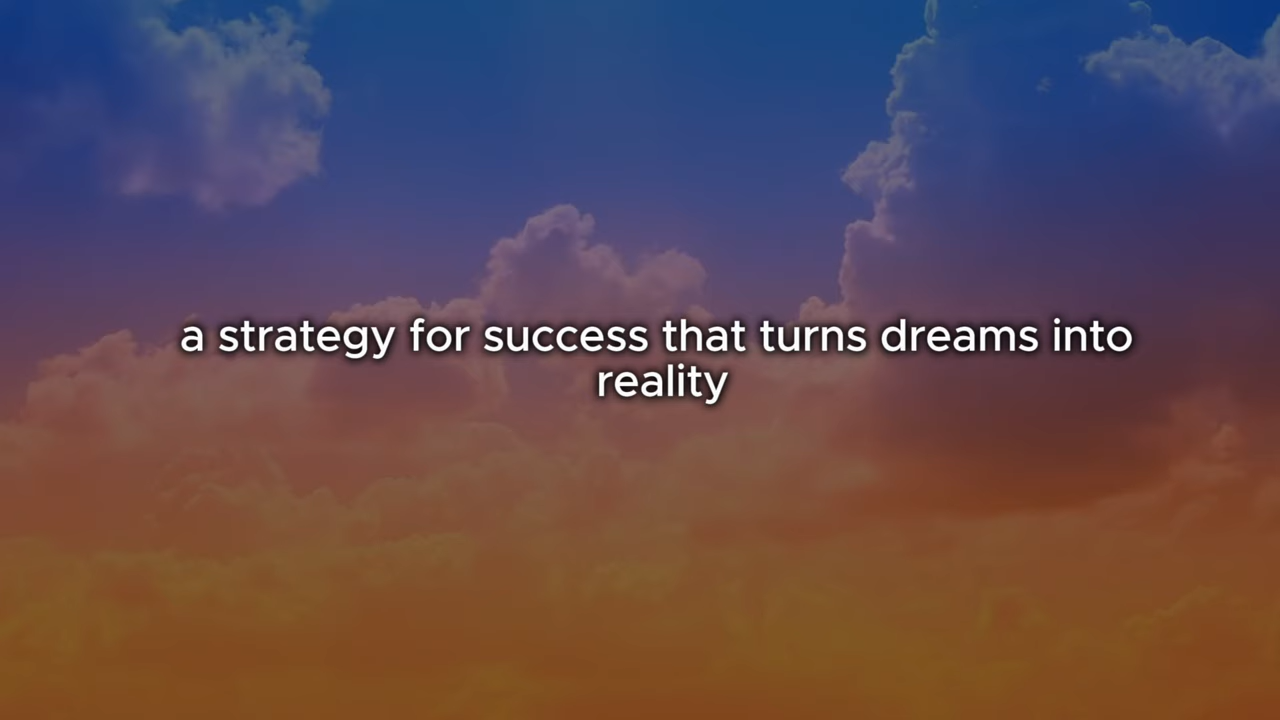 a strategy for success that turns dreams into
reality